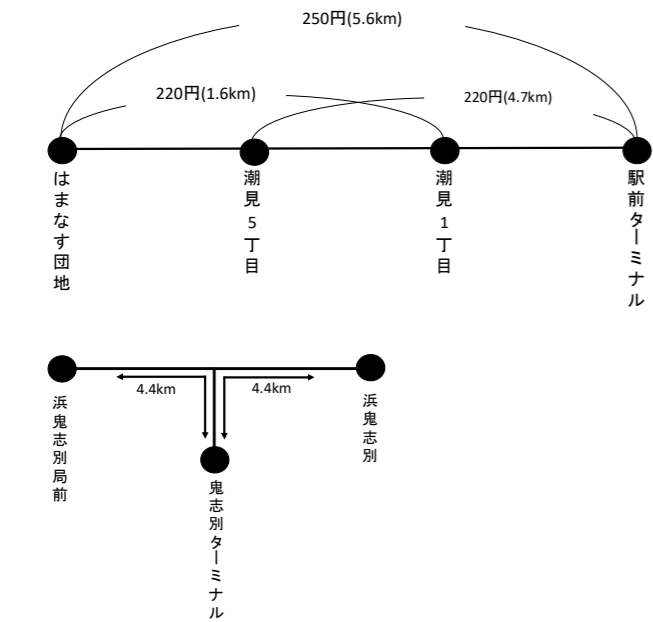 250円(5.6km)
220円(1.6km)
220円(4.7km)
はまなす団地
潮見5丁目
潮見1丁目
駅前ターミナル
4.4km
4.4km
浜鬼志別局前
浜鬼志別
鬼志別ターミナル